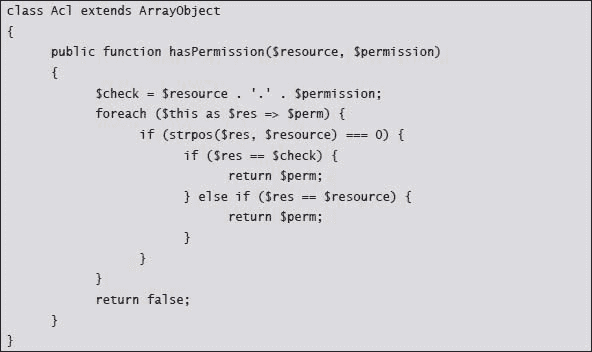 class Acl extends ArrayObject
{
public function hasPermission($resource, $permission)
{
$check = $resource . '.' . $permission;
foreach ($this as $res => $perm) {
if (strpos($res, $resource) === 0) {
if ($res == $check) {
return $perm;
} else if ($res == $resource) {
return $perm;
}
}
}
return false;
}
}